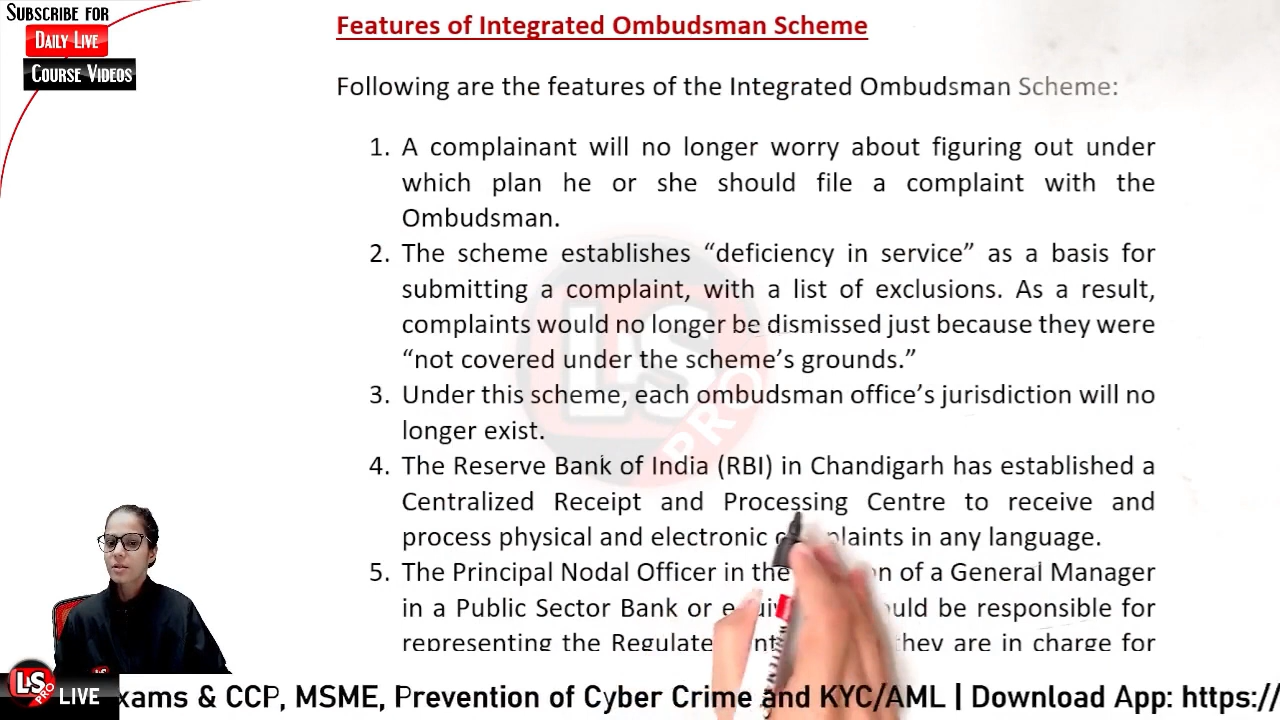 SUBSCRIBE FOR
DAILY LIVE
COURSE VIDEOS
Features of Integrated Ombudsman Scheme
Following are the features of the Integrated Ombudsman Scheme:
1. A complainant will no longer worry about figuring out under
which plan he or she should file a complaint with the
Ombudsman.
2. The scheme establishes “deficiency in service” as a basis for
submitting a complaint, with a list of exclusions. As a result,
complaints would no longer be dismissed just because they were
“not covered under the scheme’s grounds.”
3. Under this scheme, each ombudsman office’s jurisdiction will no
longer exist.
4. The Reserve Bank of India (RBI) in Chandigarh has established a
Centralized Receipt and Processing Centre to receive and
process physical and electronic in any language.
5. The Principal Nodal Officer in the of a General Manager
in a Public Sector Bank or be responsible for
representing the they are in charge for
LS PRO
LS PRO LIVE
xams & CCP, MSME, Prevention of Cyber Crime and KYC/AML | Download App: https://